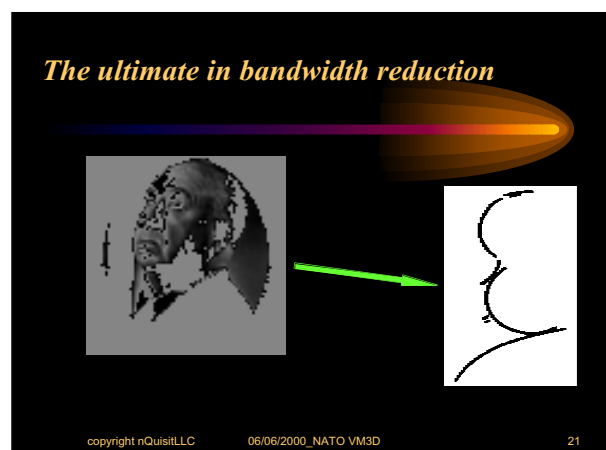 The ultimate in bandwidth reduction
copyright nQuisitLLC 06/06/2000_NATO VM3D 21